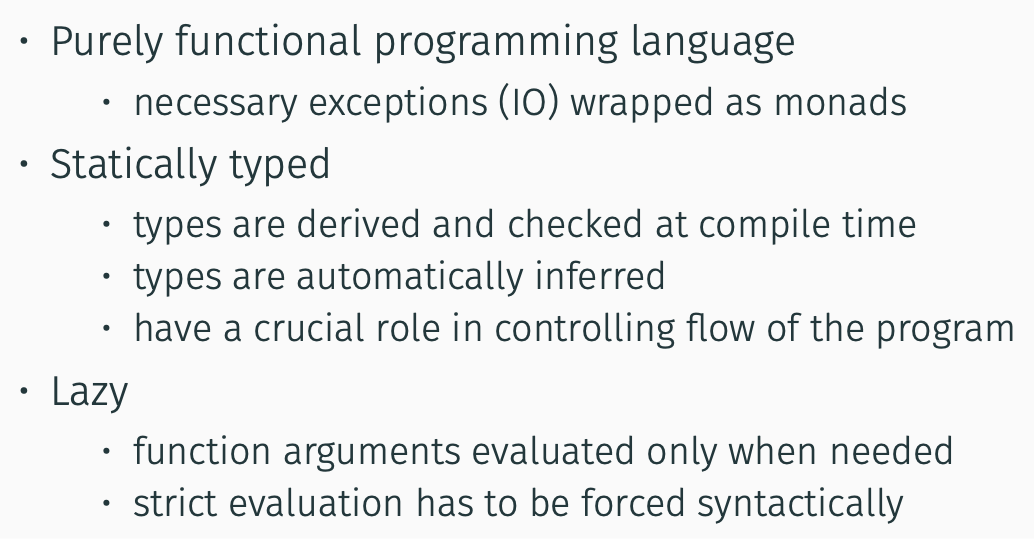 • Purely functional programming language
• necessary exceptions (IO) wrapped as monads
• Statically typed
• types are derived and checked at compile time
• types are automatically inferred
• have a crucial role in controlling flow of the program
• Lazy
• function arguments evaluated only when needed
• strict evaluation has to be forced syntactically